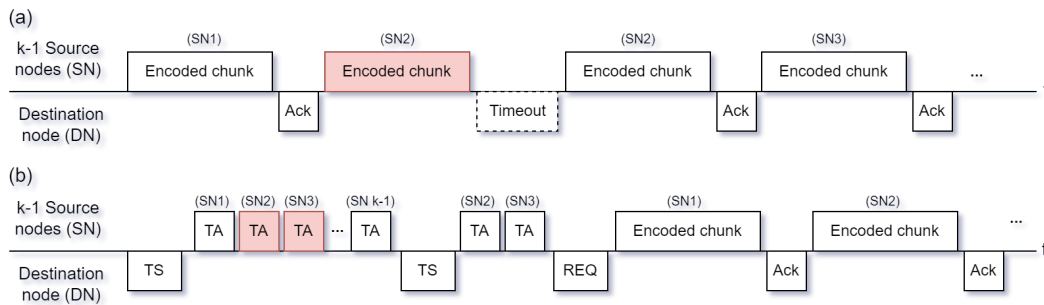 (a)
(SN1) (SN2) (SN2) (SN3)
k-1 Source
nodes (SN)
Encoded chunk Encoded chunk Encoded chunk Encoded chunk ...
t
Destination
node (DN)
Ack Timeout Ack Ack
(b)
(SN1) (SN2) (SN3) (SN k-1) (SN2) (SN3) (SN1) (SN2)
k-1 Source
nodes (SN)
TA TA TA ... TA TA TA Encoded chunk Encoded chunk ...
t
Destination
node (DN)
TS TS REQ Ack Ack